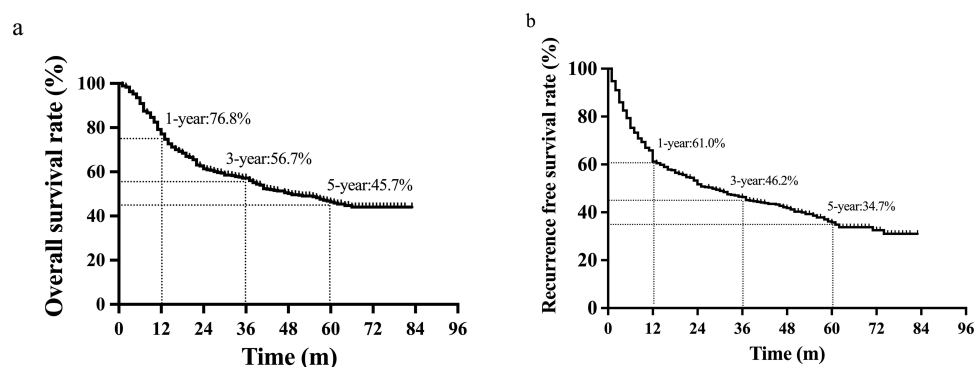 a
Overall survival rate (%)
100
80
60
40
20
0
1-year:76.8%
3-year:56.7%
5-year:45.7%
0 12 24 36 48 60 72 84 96
Time (m)
b
Recurrence free survival rate (%)
100
80
60
40
20
0
1-year:61.0%
3-year:46.2%
5-year:34.7%
0 12 24 36 48 60 72 84 96
Time (m)